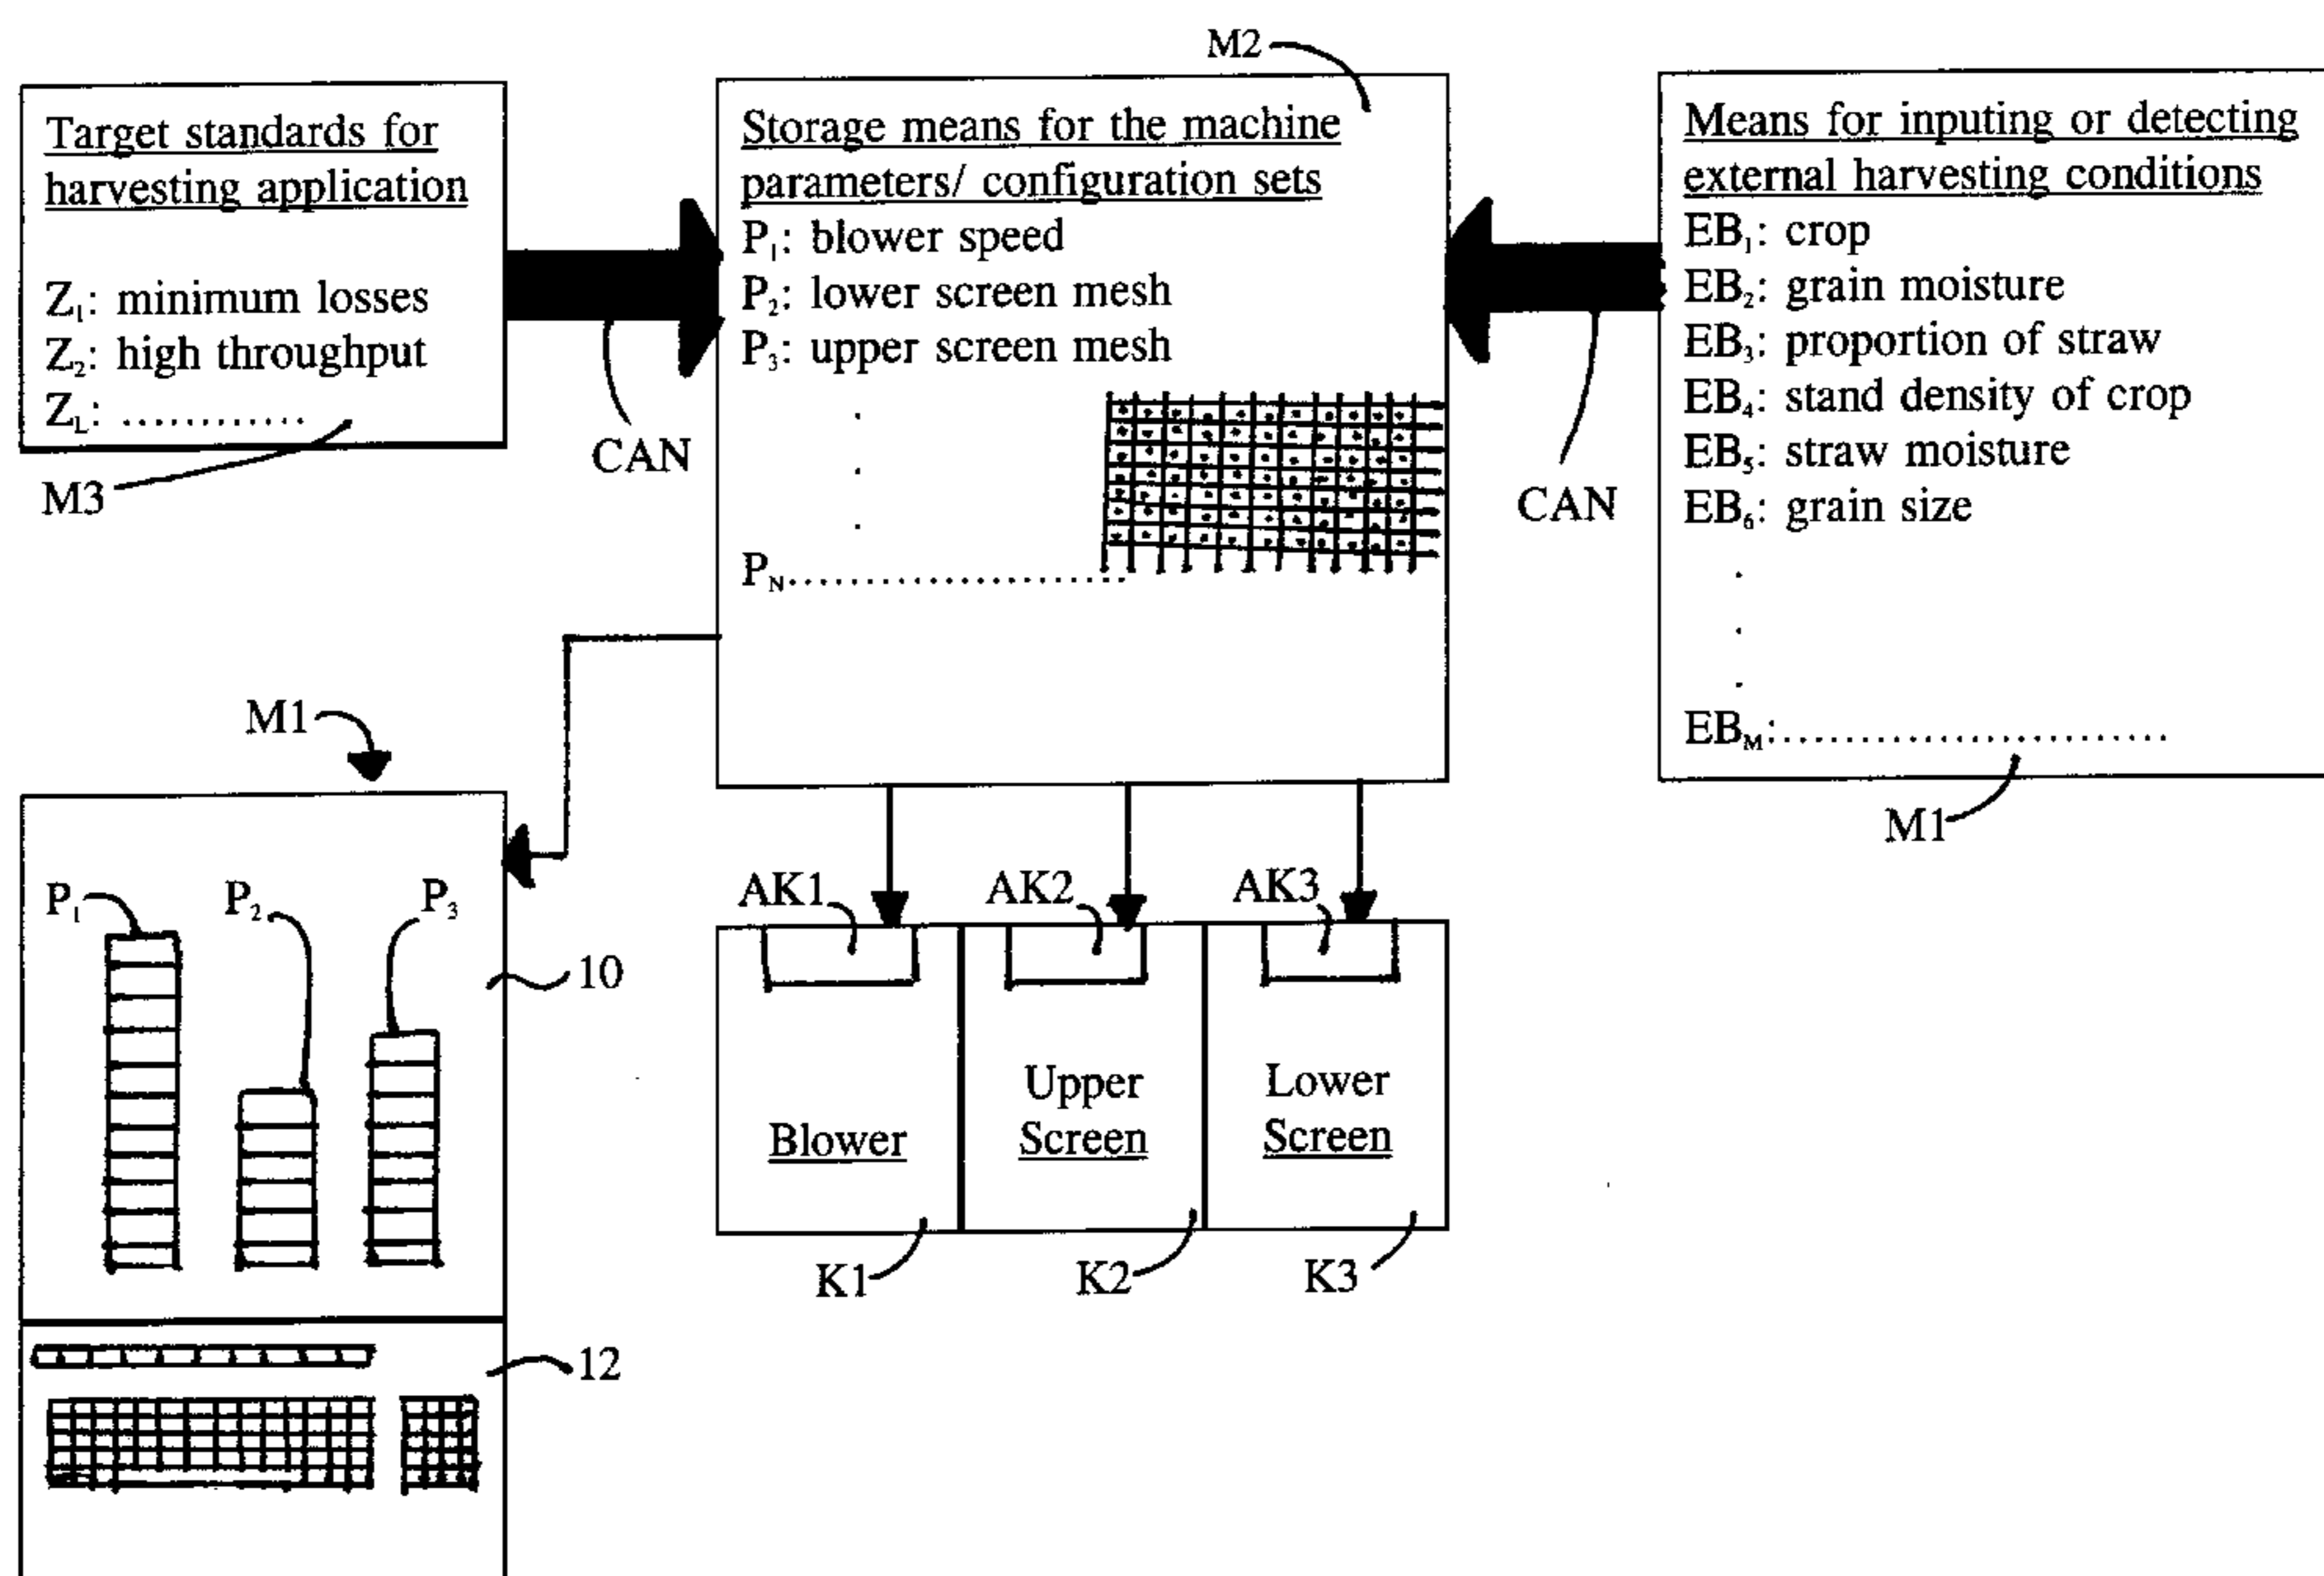 M2
Target standards for
harvesting application
Z₁: minimum losses
Z₂: high throughput
Z_L: ............
M3
CAN
Storage means for the machine
parameters/ configuration sets
P₁: blower speed
P₂: lower screen mesh
P₃: upper screen mesh
.
.
.
P_N......................
CAN
Means for inputing or detecting
external harvesting conditions
EB₁: crop
EB₂: grain moisture
EB₃: proportion of straw
EB₄: stand density of crop
EB₅: straw moisture
EB₆: grain size
.
.
.
EB_M:.........................
M1
M1
P₁
P₂
P₃
10
12
AK1
AK2
AK3
Blower
Upper
Screen
Lower
Screen
K1
K2
K3